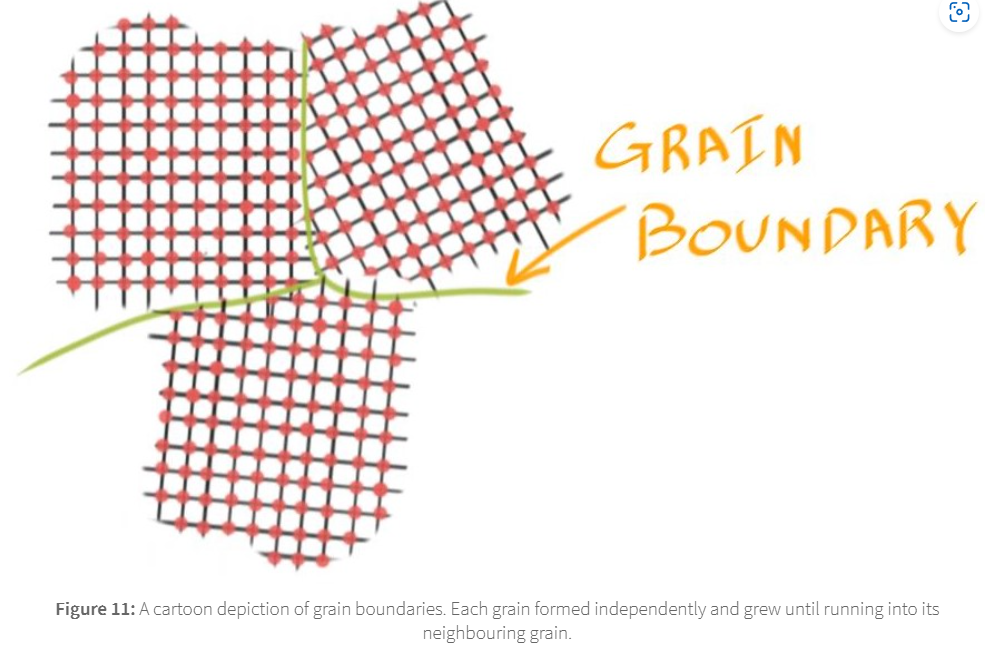 GRAIN
BOUNDARY
Figure 11: A cartoon depiction of grain boundaries. Each grain formed independently and grew until running into its
neighbouring grain.